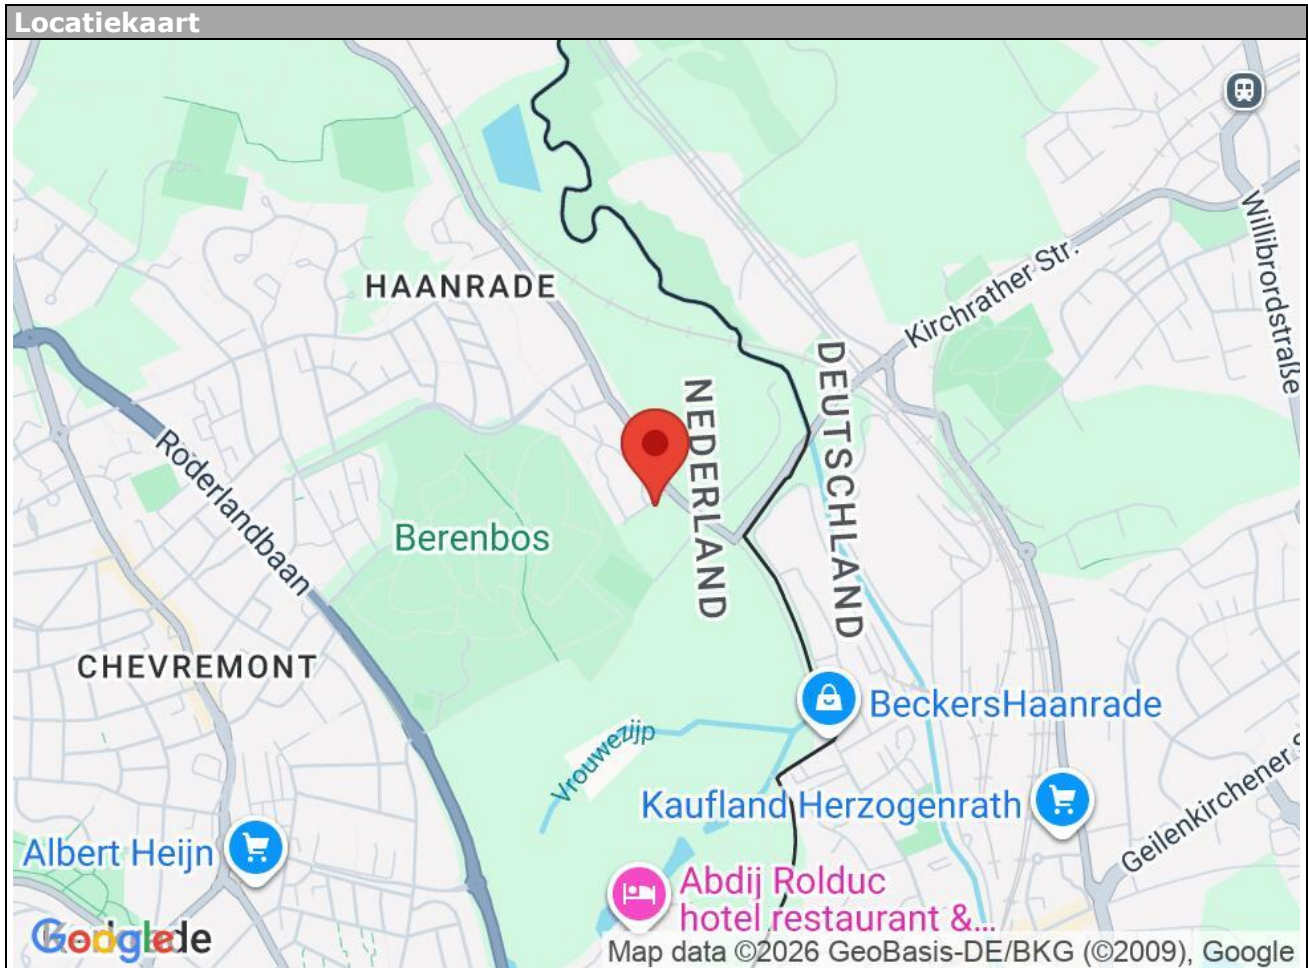 Locatiekaart
Willibrordstraße
HAANRADE
Kirchrather Str.
NEDERLAND
DEUTSCHLAND
Roderlandbaan
Berenbos
CHEVREMONT
BeckersHaanrade
Vrouwezijp
Kaufland Herzogenrath
Geilenkirchener
Albert Heijn
Abdij Rolduc
hotel restaurant &...
Google
Map data ©2026 GeoBasis-DE/BKG (©2009), Google